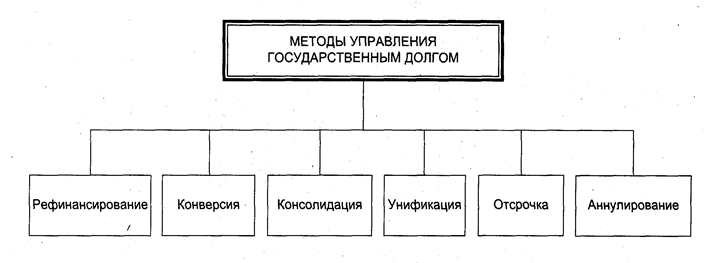 МЕТОДЫ УПРАВЛЕНИЯ
ГОСУДАРСТВЕННЫМ ДОЛГОМ
Рефинансирование
Конверсия
Консолидация
Унификация
Отсрочка
Аннулирование